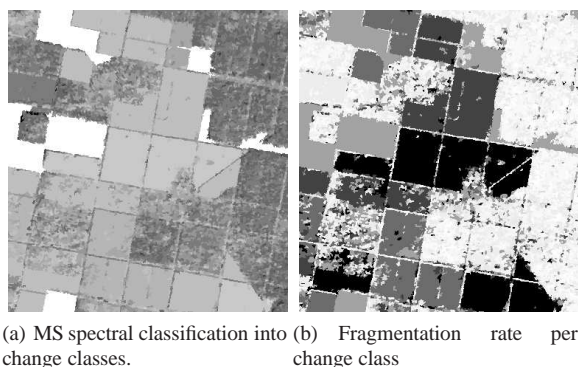 (a) MS spectral classification into change classes.
(b) Fragmentation rate per change class